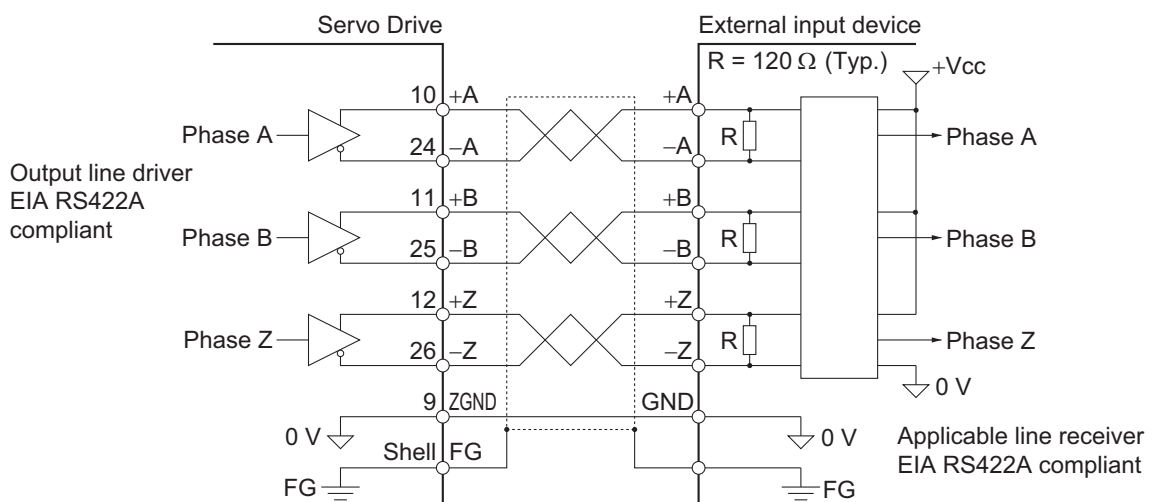 Servo Drive
External input device
R = 120 Ω (Typ.)
+Vcc
10 +A
+A
Phase A
R
Phase A
24 –A
–A
Output line driver
EIA RS422A
compliant
11 +B
+B
Phase B
R
Phase B
25 –B
–B
12 +Z
+Z
Phase Z
R
Phase Z
26 –Z
–Z
0 V
9 ZGND
GND
0 V
0 V
Shell FG
FG
FG
Applicable line receiver
EIA RS422A compliant